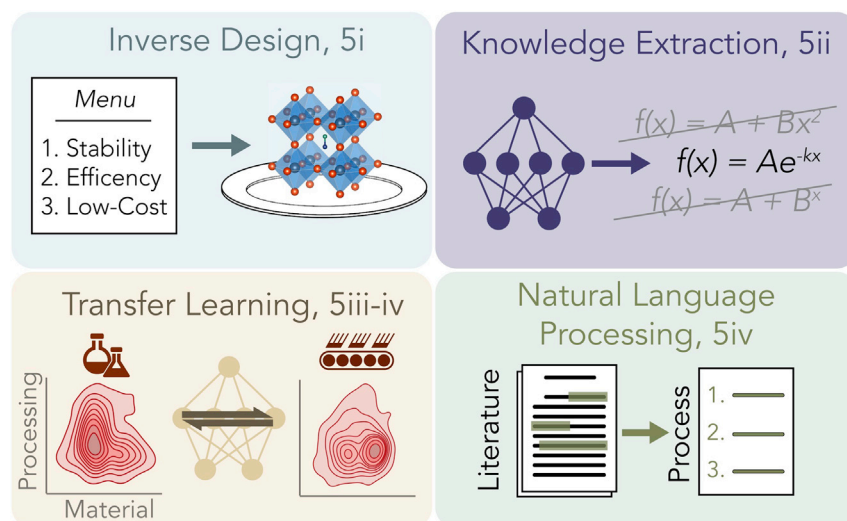 Inverse Design, 5i
Menu
1. Stability
2. Efficency
3. Low-Cost
Knowledge Extraction, 5ii
f(x) = A + Bx²
f(x) = Ae⁻ᵏˣ
f(x) = A + Bˣ
Transfer Learning, 5iii-iv
Processing
Material
Natural Language
Processing, 5iv
Literature
Process
1.
2.
3.